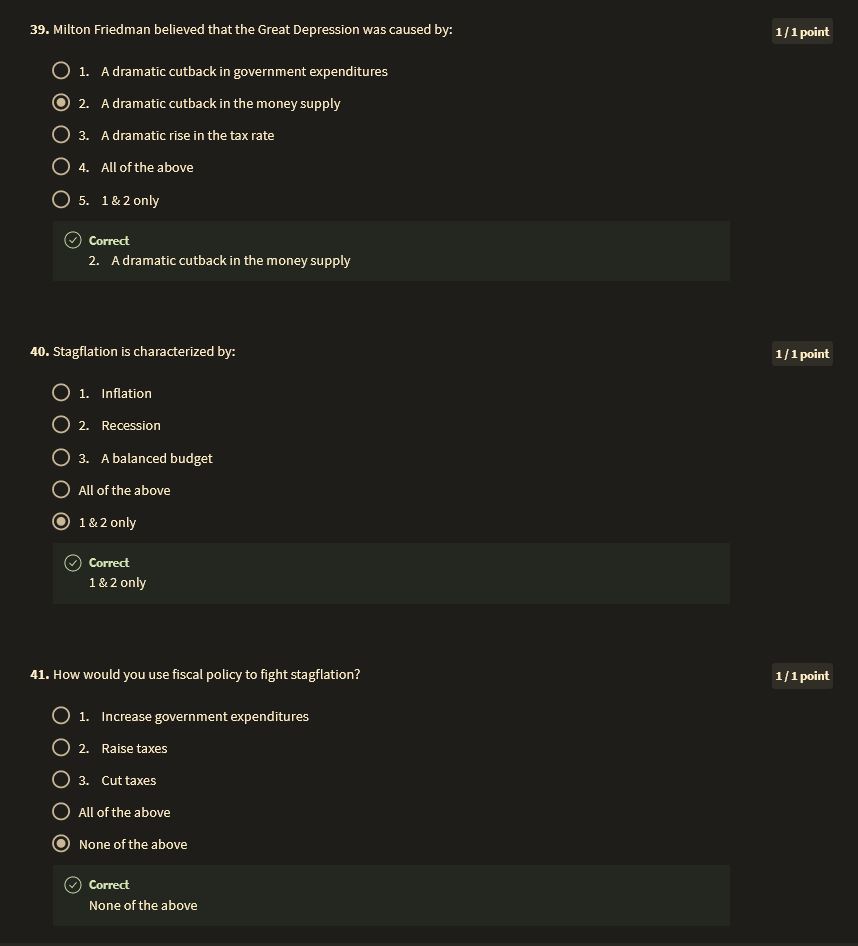 39. Milton Friedman believed that the Great Depression was caused by:
1 / 1 point
1. A dramatic cutback in government expenditures
2. A dramatic cutback in the money supply
3. A dramatic rise in the tax rate
4. All of the above
5. 1 & 2 only
Correct
2. A dramatic cutback in the money supply
40. Stagflation is characterized by:
1 / 1 point
1. Inflation
2. Recession
3. A balanced budget
All of the above
1 & 2 only
Correct
1 & 2 only
41. How would you use fiscal policy to fight stagflation?
1 / 1 point
1. Increase government expenditures
2. Raise taxes
3. Cut taxes
All of the above
None of the above
Correct
None of the above